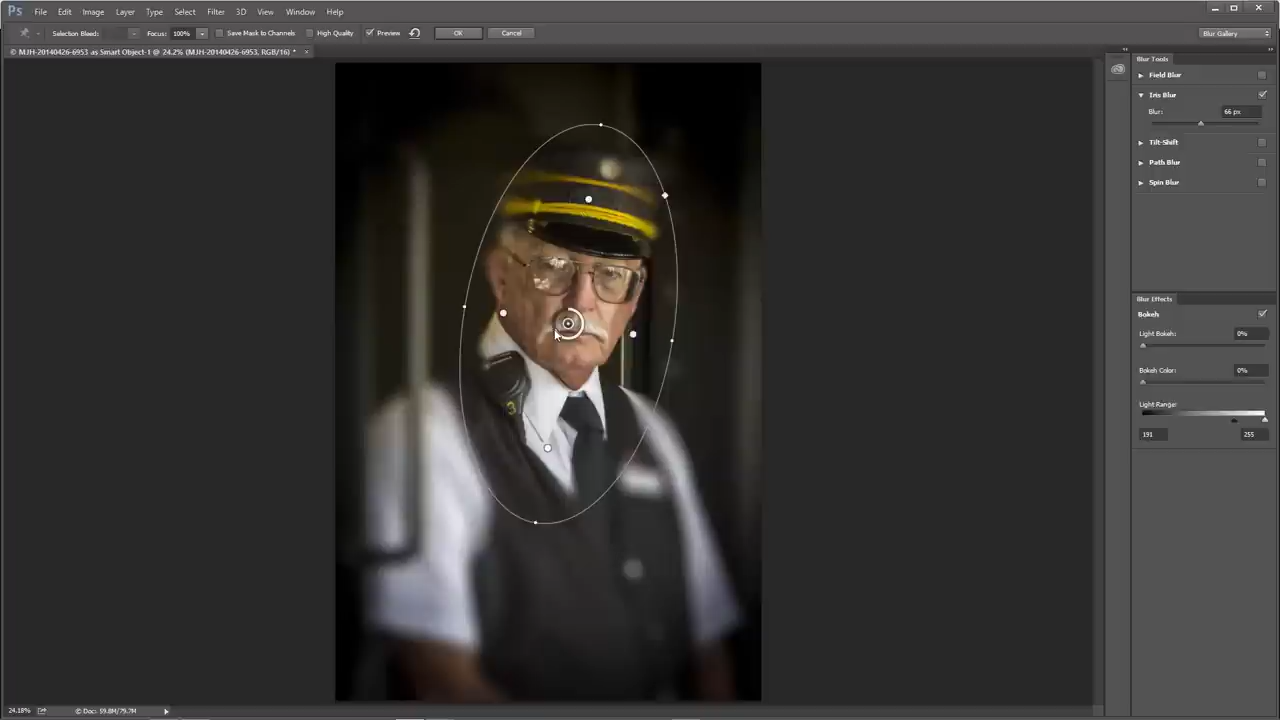 Ps File Edit Image Layer Type Select Filter 3D View Window Help
Selection Bleed: Focus: 100% Save Mask to Channels High Quality Preview OK Cancel Blur Gallery
© MJH-20140426-6953 as Smart Object-1 @ 24.2% (MJH-20140426-6953, RGB/16) * ×
Blur Tools
Field Blur
Iris Blur
Blur: 66 px
Tilt-Shift
Path Blur
Spin Blur
Blur Effects
Bokeh
Light Bokeh: 0%
Bokeh Color: 0%
Light Range:
191 255
3
24.18% © Doc: 59.8M/79.7M